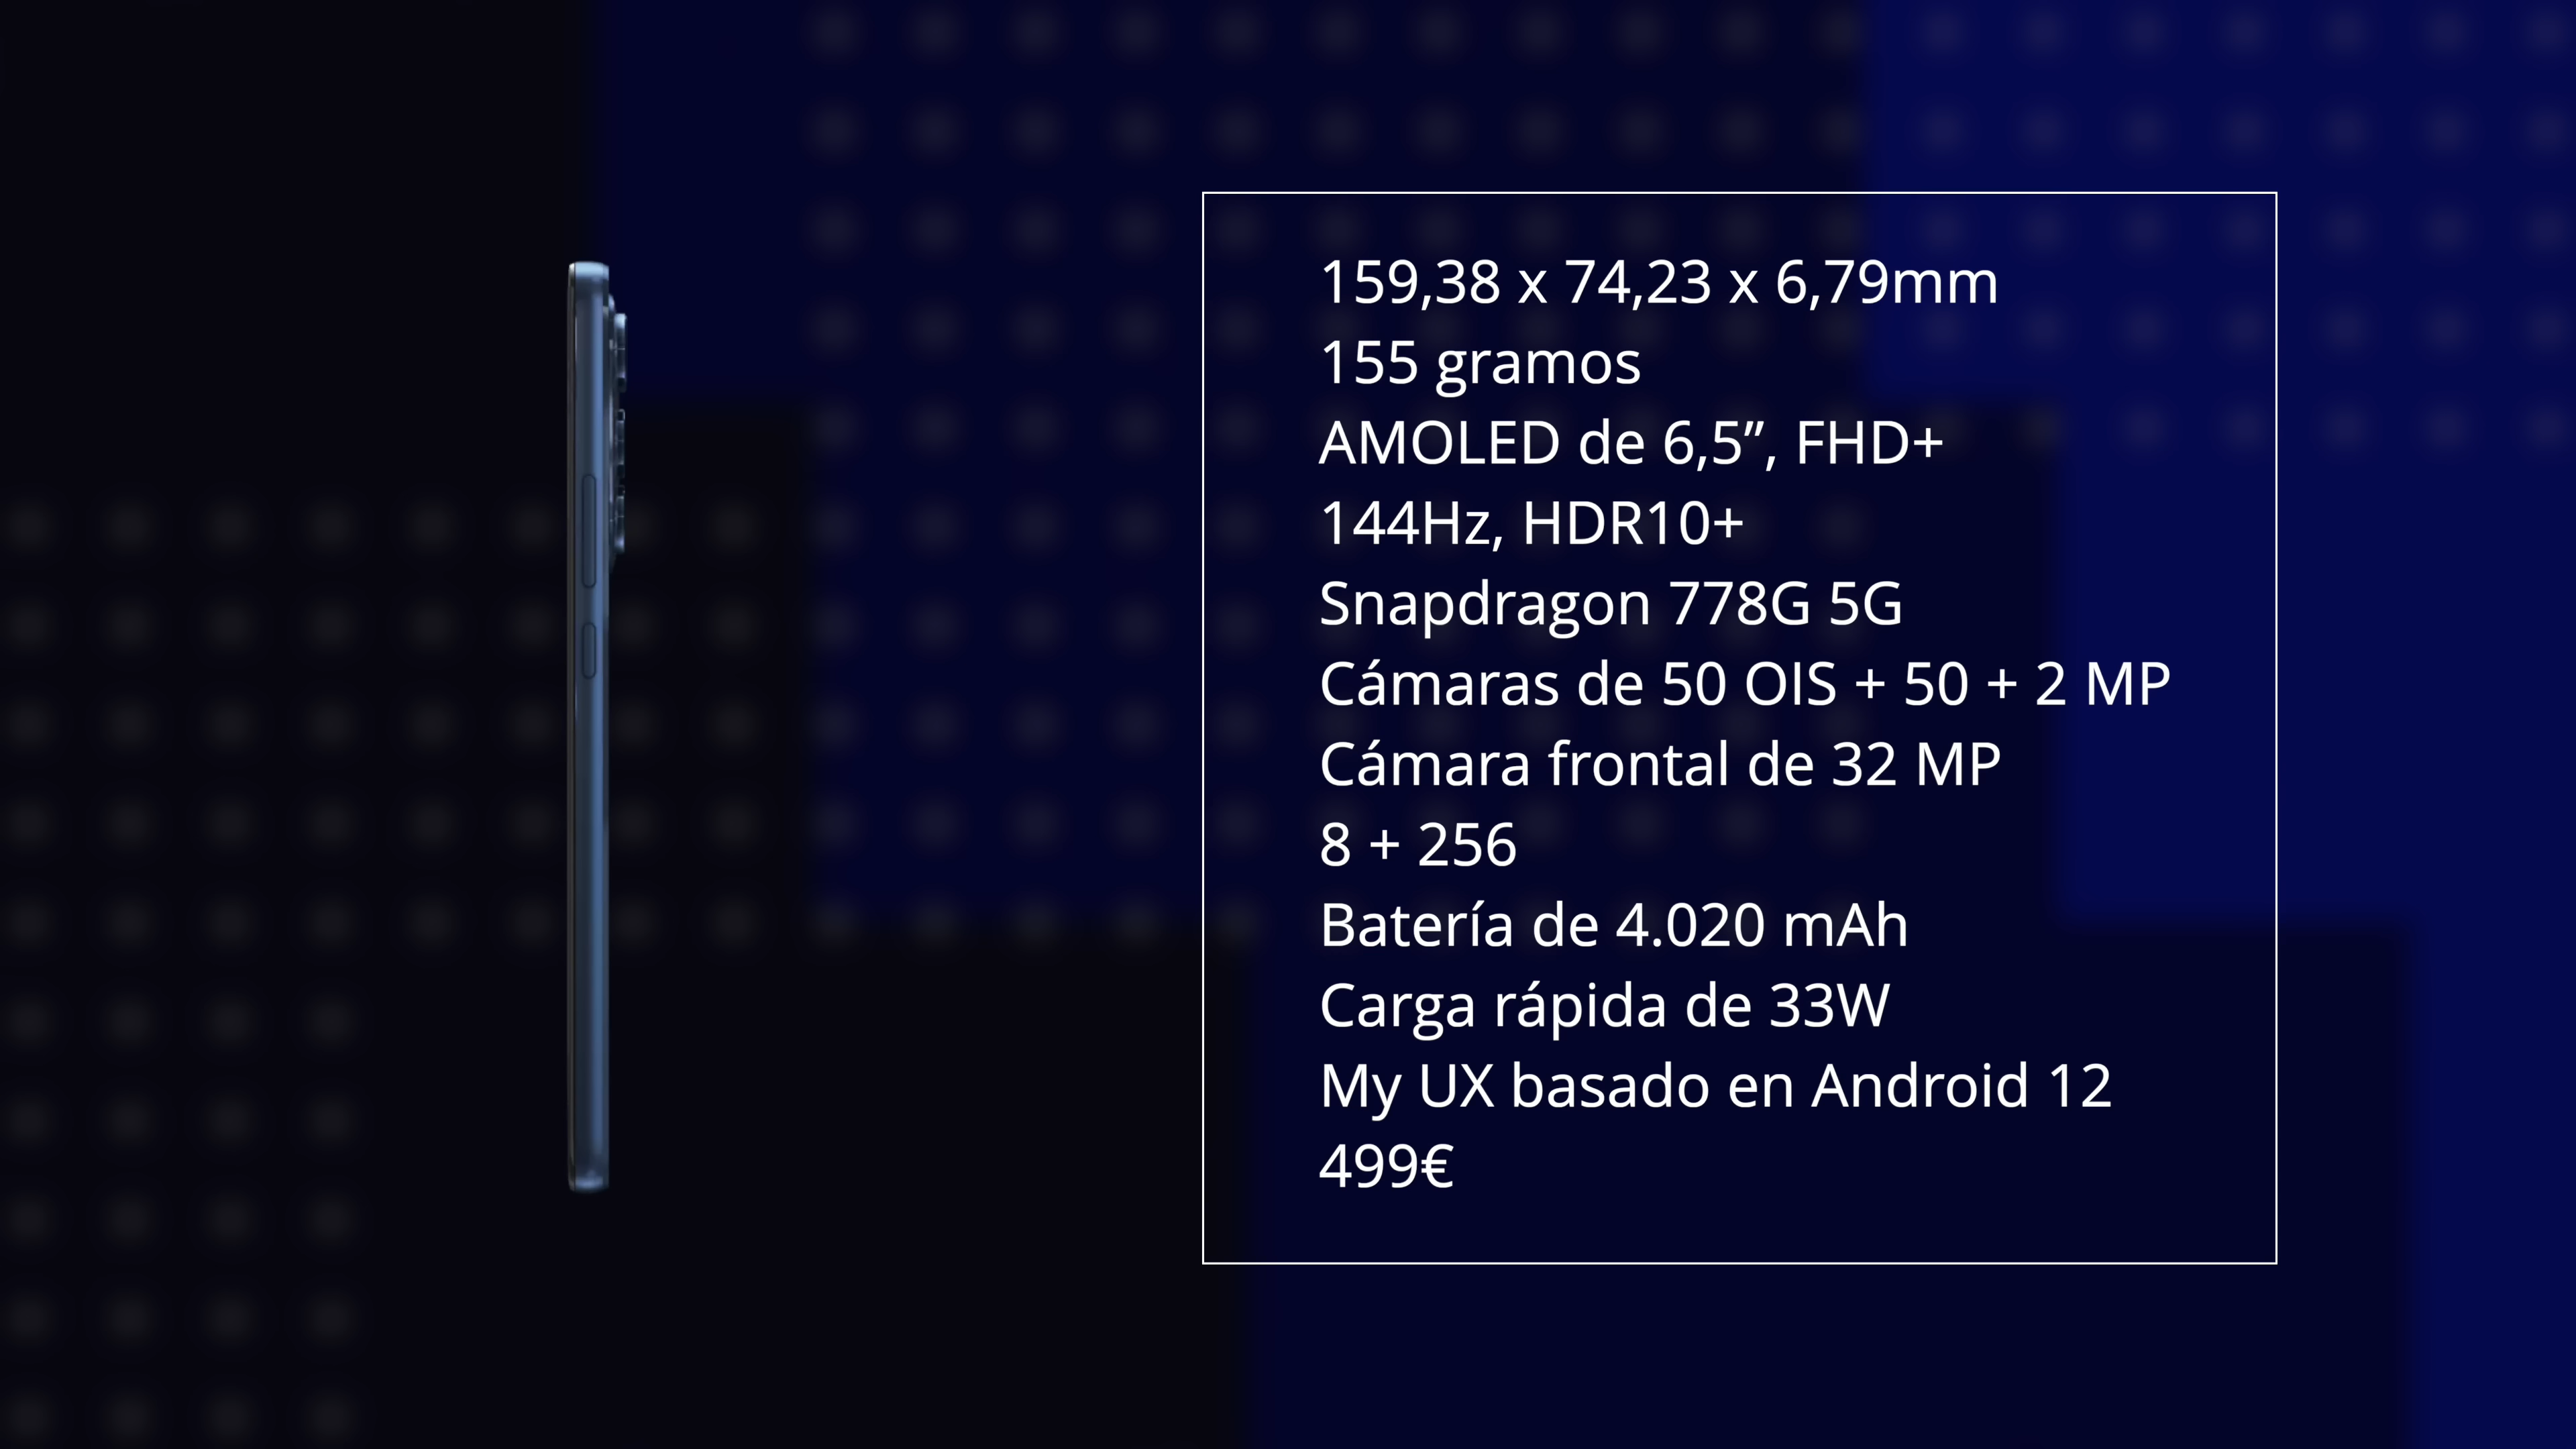 159,38 x 74,23 x 6,79mm
155 gramos
AMOLED de 6,5”, FHD+
144Hz, HDR10+
Snapdragon 778G 5G
Cámaras de 50 OIS + 50 + 2 MP
Cámara frontal de 32 MP
8 + 256
Batería de 4.020 mAh
Carga rápida de 33W
My UX basado en Android 12
499€